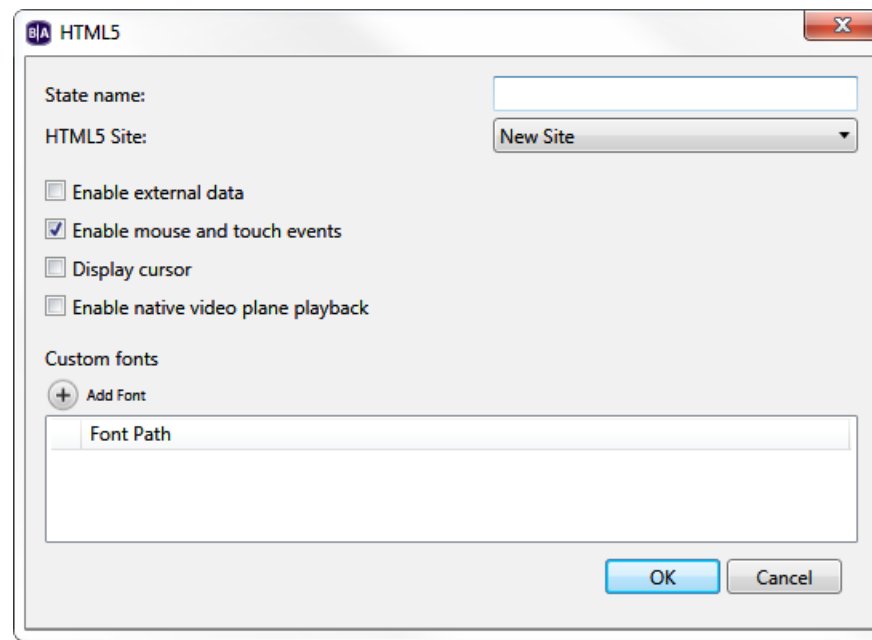 B|A HTML5
State name:
HTML5 Site: New Site
Enable external data
Enable mouse and touch events
Display cursor
Enable native video plane playback
Custom fonts
+ Add Font
Font Path
OK Cancel